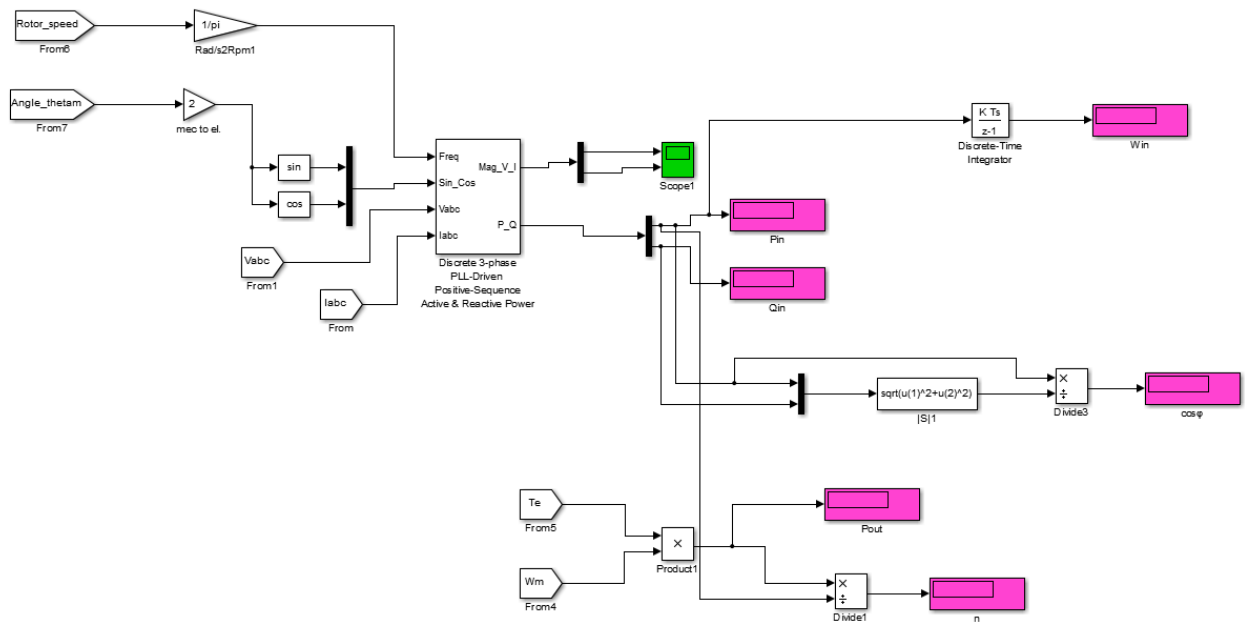 Rotor_speed
From6
1/pi
Rad/s2Rpm1
Angle_thetam
From7
2
mec to el.
sin
cos
Freq
Sin_Cos
Vabc
Iabc
Mag_V_I
P_Q
Discrete 3-phase
PLL-Driven
Positive-Sequence
Active & Reactive Power
Vabc
From1
Iabc
From
Scope1
K Ts
z-1
Discrete-Time
Integrator
Win
Pin
Qin
sqrt(u(1)^2+u(2)^2)
|S|1
×
÷
Divide3
cosφ
Te
From5
Wm
From4
×
Product1
Pout
×
÷
Divide1
n